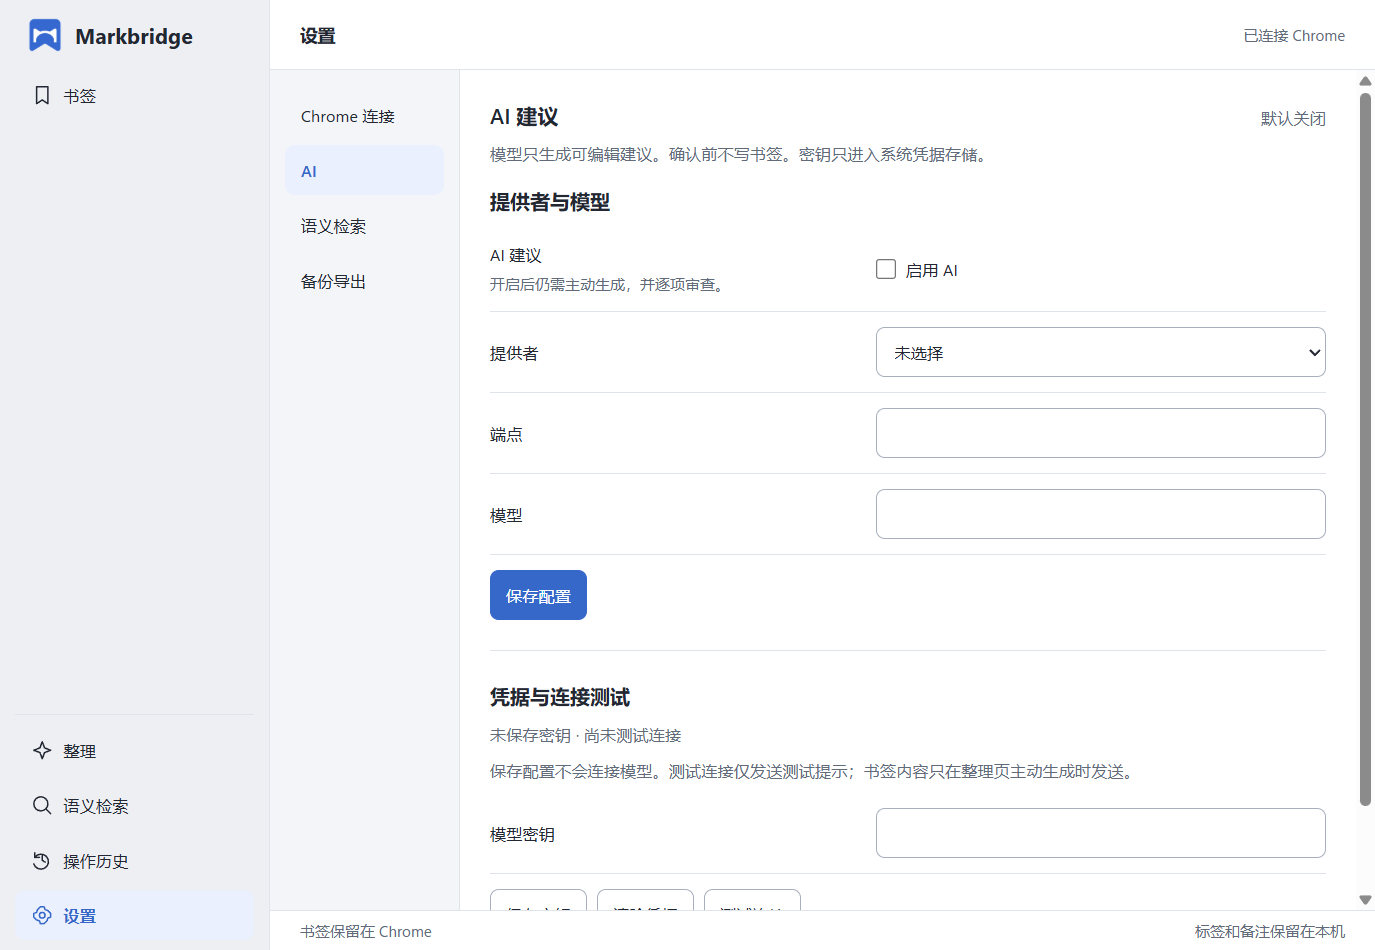 Markbridge
书签
整理
语义检索
操作历史
设置
设置
已连接 Chrome
Chrome 连接
AI
语义检索
备份导出
AI 建议
默认关闭
模型只生成可编辑建议。确认前不写书签。密钥只进入系统凭据存储。
提供者与模型
AI 建议
开启后仍需主动生成，并逐项审查。
启用 AI
提供者
未选择
端点
模型
保存配置
凭据与连接测试
未保存密钥 · 尚未测试连接
保存配置不会连接模型。测试连接仅发送测试提示；书签内容只在整理页主动生成时发送。
模型密钥
书签保留在 Chrome
标签和备注保留在本机